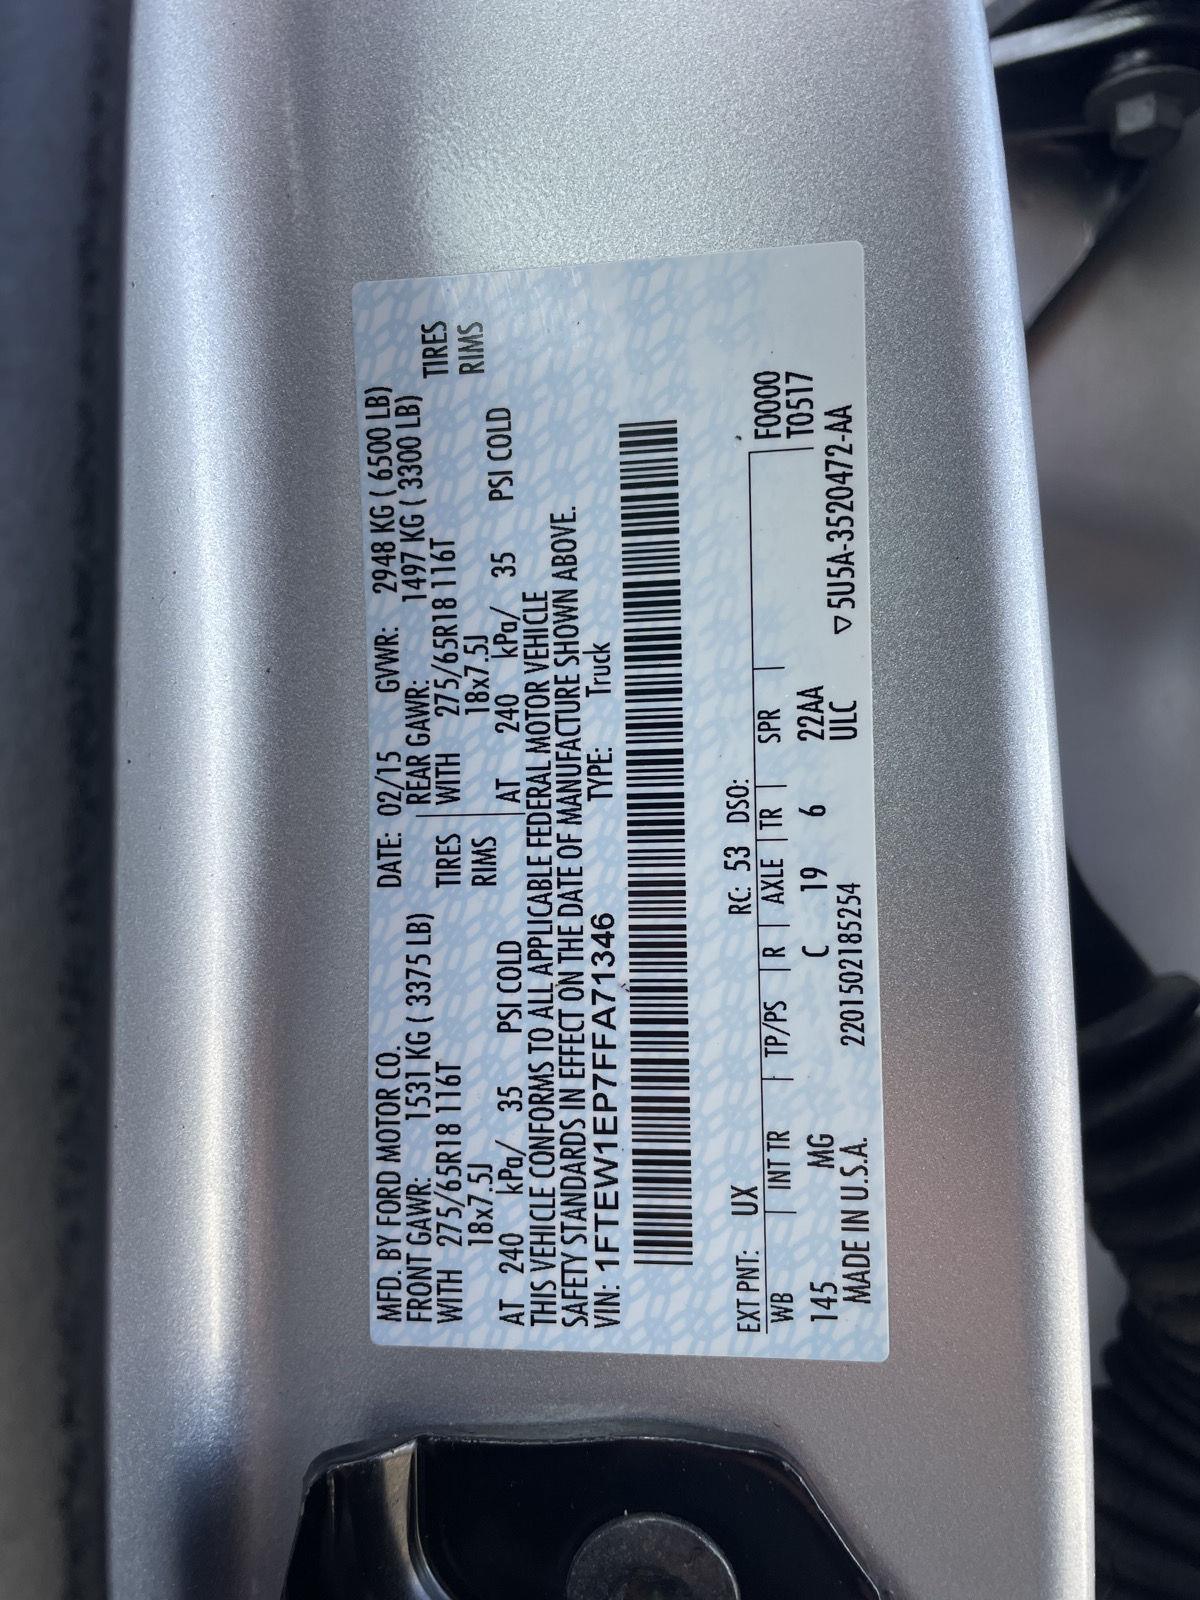 MFD. BY FORD MOTOR CO. DATE: 02/15 GVWR: 2948 KG ( 6500 LB)
FRONT GAWR: 1531 KG ( 3375 LB) REAR GAWR: 1497 KG ( 3300 LB)
WITH 275/65R18 116T TIRES WITH 275/65R18 116T TIRES
18x7.5J RIMS 18x7.5J RIMS
AT 240 kPa/ 35 PSI COLD AT 240 kPa/ 35 PSI COLD
THIS VEHICLE CONFORMS TO ALL APPLICABLE FEDERAL MOTOR VEHICLE
SAFETY STANDARDS IN EFFECT ON THE DATE OF MANUFACTURE SHOWN ABOVE.
VIN: 1FTEW1EP7FFA71346 TYPE: Truck
EXT PNT: UX RC: 53 DSO:
WB INT TR TP/PS R AXLE TR SPR F0000
145 MG C 19 6 22AA T0517
MADE IN U.S.A. 2201502185254 ULC ▽5U5A-3520472-AA